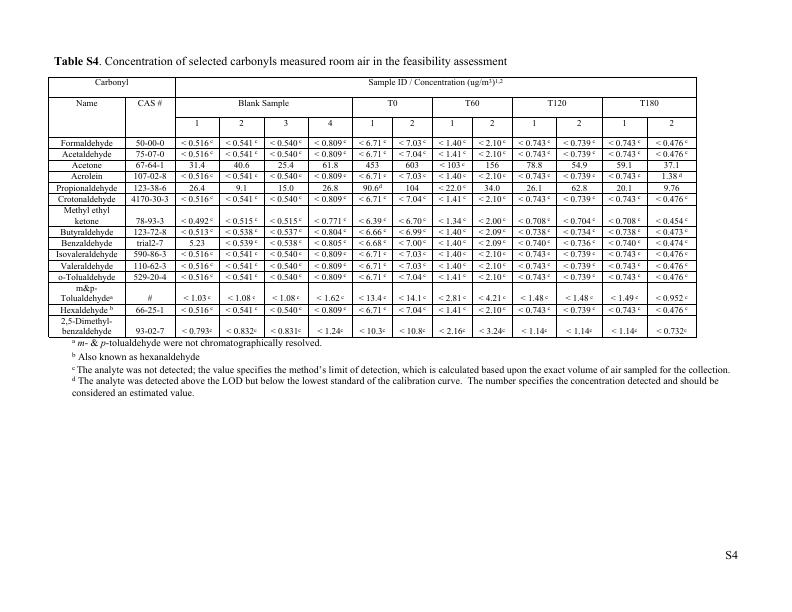 Table S4. Concentration of selected carbonyls measured room air in the feasibility assessment
Carbonyl Sample ID / Concentration (ug/m³)¹,²
Name CAS # Blank Sample T0 T60 T120 T180
1 2 3 4 1 2 1 2 1 2 1 2
Formaldehyde 50-00-0 < 0.516 c < 0.541 c < 0.540 c < 0.809 c < 6.71 c < 7.03 c < 1.40 c < 2.10 c < 0.743 c < 0.739 c < 0.743 c < 0.476 c
Acetaldehyde 75-07-0 < 0.516 c < 0.541 c < 0.540 c < 0.809 c < 6.71 c < 7.04 c < 1.41 c < 2.10 c < 0.743 c < 0.739 c < 0.743 c < 0.476 c
Acetone 67-64-1 31.4 40.6 25.4 61.8 453 603 < 103 c 156 78.8 54.9 59.1 37.1
Acrolein 107-02-8 < 0.516 c < 0.541 c < 0.540 c < 0.809 c < 6.71 c < 7.03 c < 1.40 c < 2.10 c < 0.743 c < 0.739 c < 0.743 c 1.38 d
Propionaldehyde 123-38-6 26.4 9.1 15.0 26.8 90.6d 104 < 22.0 c 34.0 26.1 62.8 20.1 9.76
Crotonaldehyde 4170-30-3 < 0.516 c < 0.541 c < 0.540 c < 0.809 c < 6.71 c < 7.04 c < 1.41 c < 2.10 c < 0.743 c < 0.739 c < 0.743 c < 0.476 c
Methyl ethyl
ketone 78-93-3 < 0.492 c < 0.515 c < 0.515 c < 0.771 c < 6.39 c < 6.70 c < 1.34 c < 2.00 c < 0.708 c < 0.704 c < 0.708 c < 0.454 c
Butyraldehyde 123-72-8 < 0.513 c < 0.538 c < 0.537 c < 0.804 c < 6.66 c < 6.99 c < 1.40 c < 2.09 c < 0.738 c < 0.734 c < 0.738 c < 0.473 c
Benzaldehyde trial2-7 5.23 < 0.539 c < 0.538 c < 0.805 c < 6.68 c < 7.00 c < 1.40 c < 2.09 c < 0.740 c < 0.736 c < 0.740 c < 0.474 c
Isovaleraldehyde 590-86-3 < 0.516 c < 0.541 c < 0.540 c < 0.809 c < 6.71 c < 7.03 c < 1.40 c < 2.10 c < 0.743 c < 0.739 c < 0.743 c < 0.476 c
Valeraldehyde 110-62-3 < 0.516 c < 0.541 c < 0.540 c < 0.809 c < 6.71 c < 7.03 c < 1.40 c < 2.10 c < 0.743 c < 0.739 c < 0.743 c < 0.476 c
o-Tolualdehyde 529-20-4 < 0.516 c < 0.541 c < 0.540 c < 0.809 c < 6.71 c < 7.04 c < 1.41 c < 2.10 c < 0.743 c < 0.739 c < 0.743 c < 0.476 c
m&p-
Tolualdehydea # < 1.03 c < 1.08 c < 1.08 c < 1.62 c < 13.4 c < 14.1 c < 2.81 c < 4.21 c < 1.48 c < 1.48 c < 1.49 c < 0.952 c
Hexaldehyde b 66-25-1 < 0.516 c < 0.541 c < 0.540 c < 0.809 c < 6.71 c < 7.04 c < 1.41 c < 2.10 c < 0.743 c < 0.739 c < 0.743 c < 0.476 c
2,5-Dimethyl-
benzaldehyde 93-02-7 < 0.793c < 0.832c < 0.831c < 1.24c < 10.3c < 10.8c < 2.16c < 3.24c < 1.14c < 1.14c < 1.14c < 0.732c
a m- & p-tolualdehyde were not chromatographically resolved.
b Also known as hexanaldehyde
c The analyte was not detected; the value specifies the method's limit of detection, which is calculated based upon the exact volume of air sampled for the collection.
d The analyte was detected above the LOD but below the lowest standard of the calibration curve. The number specifies the concentration detected and should be
considered an estimated value.
S4